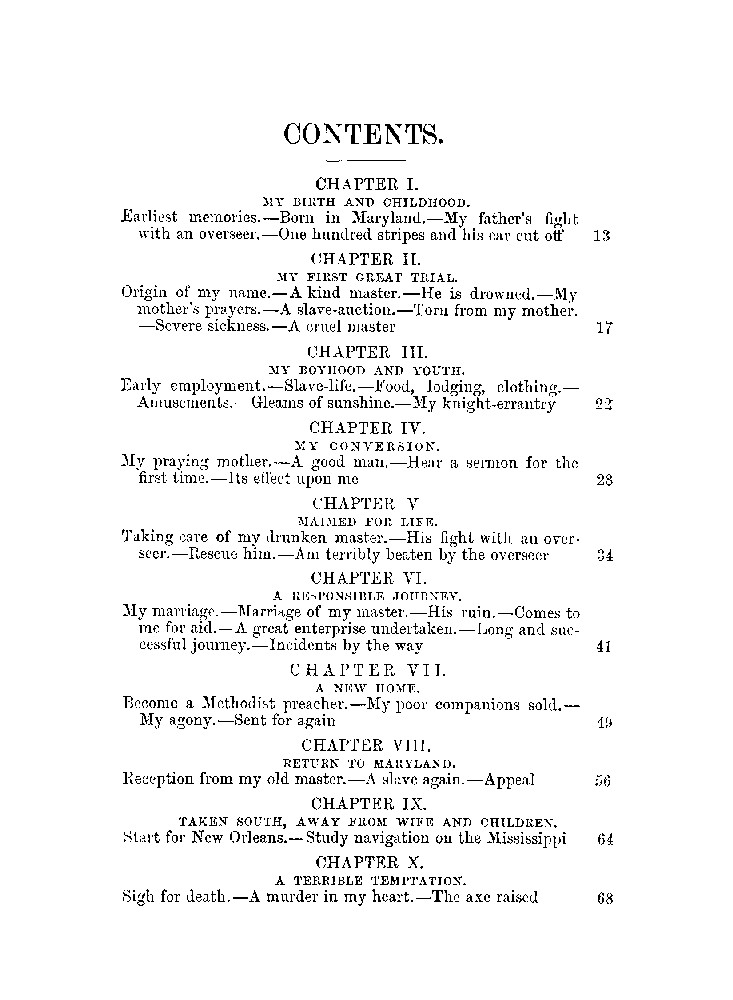 CONTENTS.
CHAPTER I.
MY BIRTH AND CHILDHOOD.
Earliest memories.—Born in Maryland.—My father's fight
with an overseer.—One hundred stripes and his ear cut off 13
CHAPTER II.
MY FIRST GREAT TRIAL.
Origin of my name.—A kind master.—He is drowned.—My
mother's prayers.—A slave-auction.—Torn from my mother.
—Severe sickness.—A cruel master 17
CHAPTER III.
MY BOYHOOD AND YOUTH.
Early employment.—Slave-life.—Food, lodging, clothing.—
Amusements.—Gleams of sunshine.—My knight-errantry 22
CHAPTER IV.
MY CONVERSION.
My praying mother.—A good man.—Hear a sermon for the
first time.—Its effect upon me 28
CHAPTER V
MAIMED FOR LIFE.
Taking care of my drunken master.—His fight with an over-
seer.—Rescue him.—Am terribly beaten by the overseer 34
CHAPTER VI.
A RESPONSIBLE JOURNEY.
My marriage.—Marriage of my master.—His ruin.—Comes to
me for aid.—A great enterprise undertaken.—Long and suc-
cessful journey.—Incidents by the way 41
CHAPTER VII.
A NEW HOME.
Become a Methodist preacher.—My poor companions sold.—
My agony.—Sent for again 49
CHAPTER VIII.
RETURN TO MARYLAND.
Reception from my old master.—A slave again.—Appeal 56
CHAPTER IX.
TAKEN SOUTH, AWAY FROM WIFE AND CHILDREN.
Start for New Orleans.—Study navigation on the Mississippi 64
CHAPTER X.
A TERRIBLE TEMPTATION.
Sigh for death.—A murder in my heart.—The axe raised 68